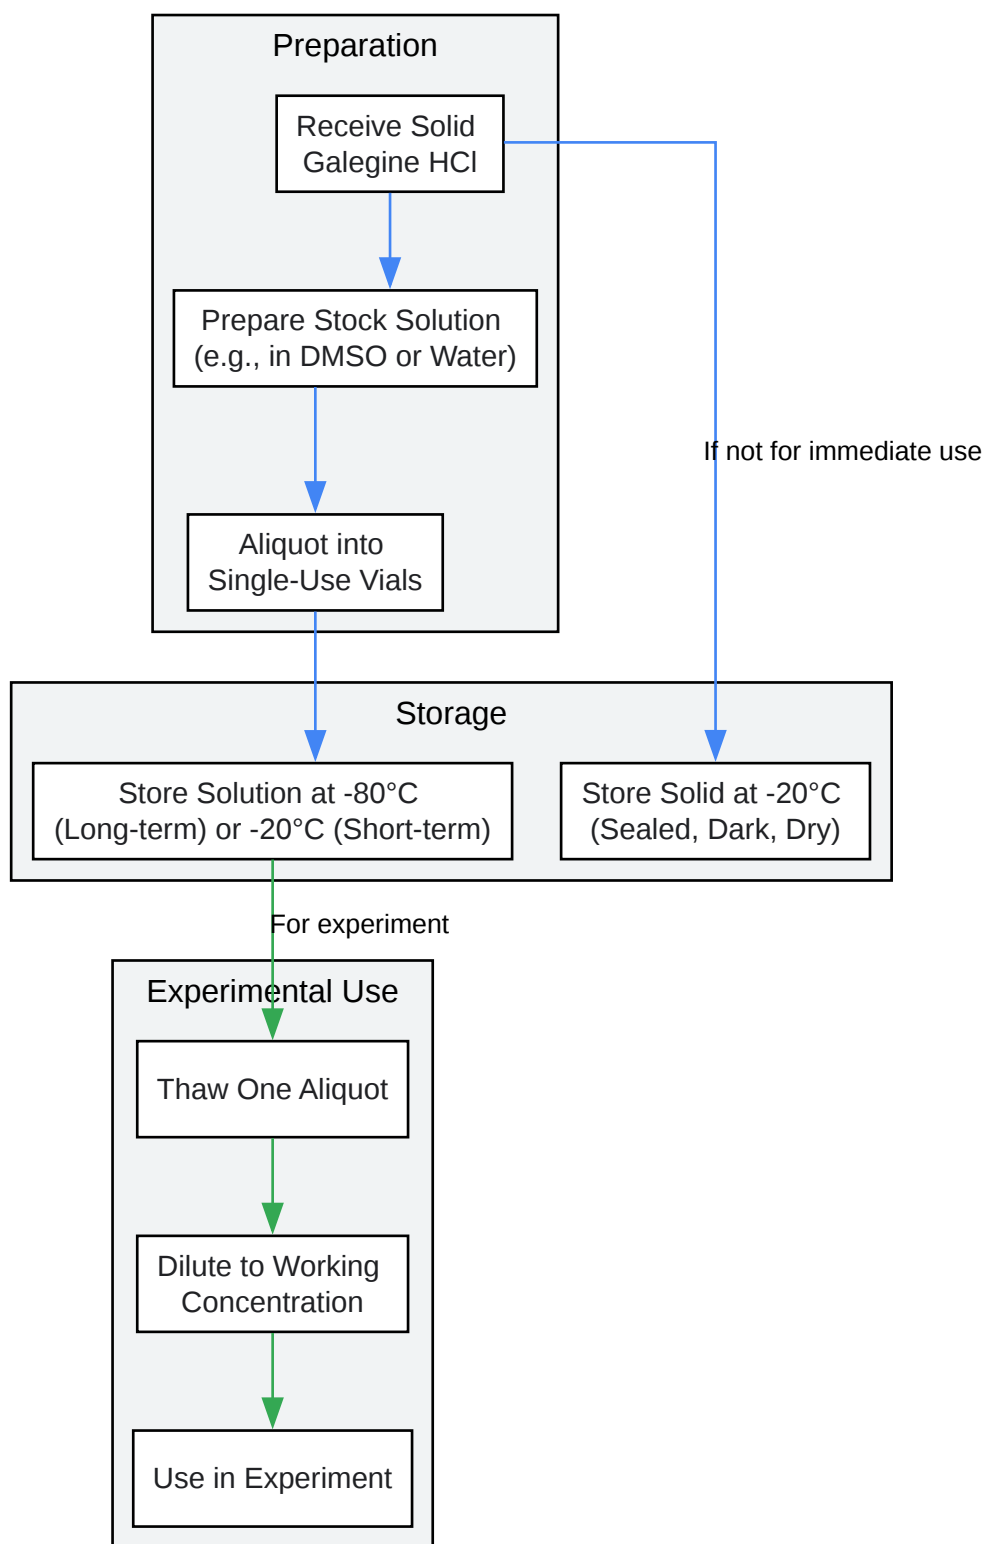 Preparation
Receive Solid
Galegine HCl
Prepare Stock Solution
(e.g., in DMSO or Water)
If not for immediate use
Aliquot into
Single-Use Vials
Storage
Store Solution at -80°C
(Long-term) or -20°C (Short-term)
Store Solid at -20°C
(Sealed, Dark, Dry)
For experiment
Experimental Use
Thaw One Aliquot
Dilute to Working
Concentration
Use in Experiment